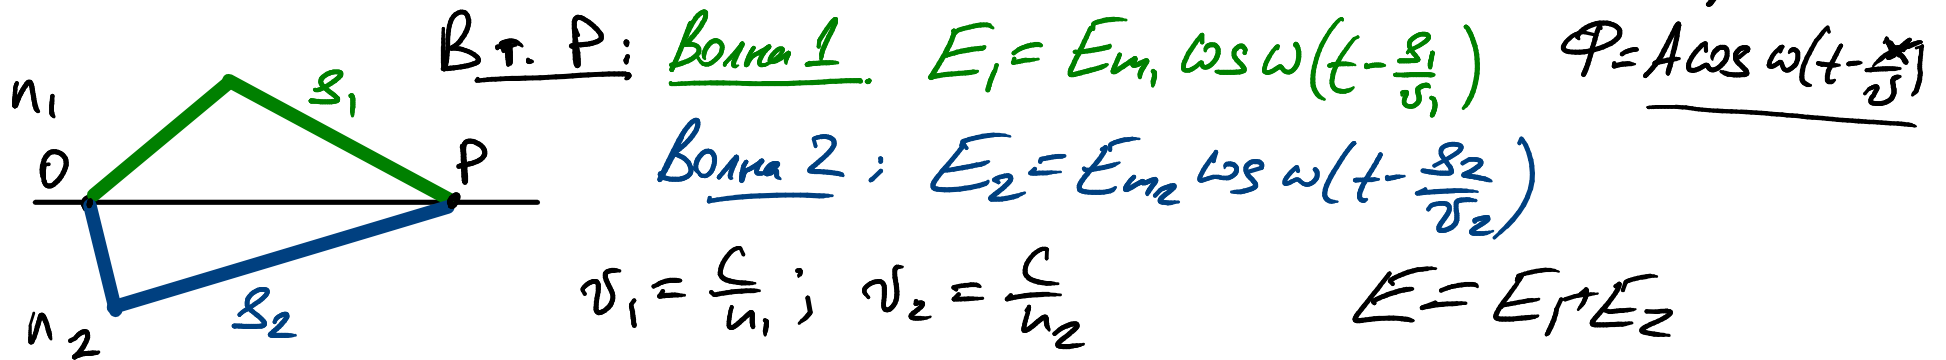 В т. P: Волна 1 E₁ = Em₁ cos ω(t - S₁/υ₁) Φ = A cos ω(t - x/υ)
n₁ S₁
O P
Волна 2: E₂ = Em₂ cos ω(t - S₂/υ₂)
n₂ S₂
υ₁ = c/n₁; υ₂ = c/n₂ E = E₁ + E₂